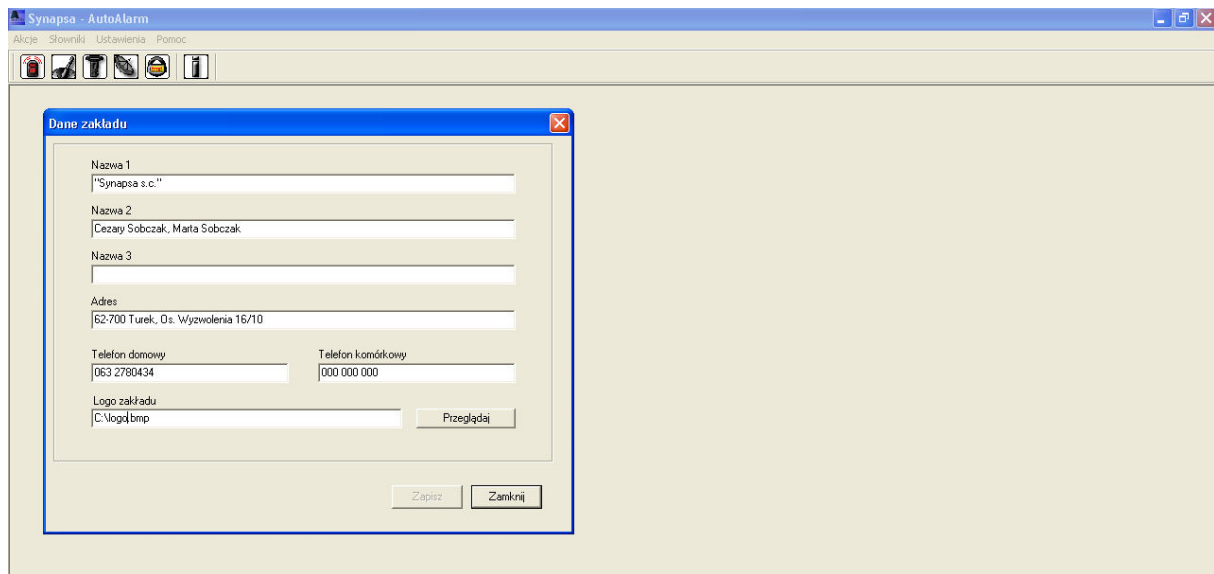 Synapsa - AutoAlarm
Akcje Słowniki Ustawienia Pomoc
Dane zakładu
Nazwa 1
"Synapsa s.c."
Nazwa 2
Cezary Sobczak, Marta Sobczak
Nazwa 3
Adres
62-700 Turek, Os. Wyzwolenia 16/10
Telefon domowy Telefon komórkowy
063 2780434 000 000 000
Logo zakładu
C:\logo.bmp Przeglądaj
Zapisz Zamknij